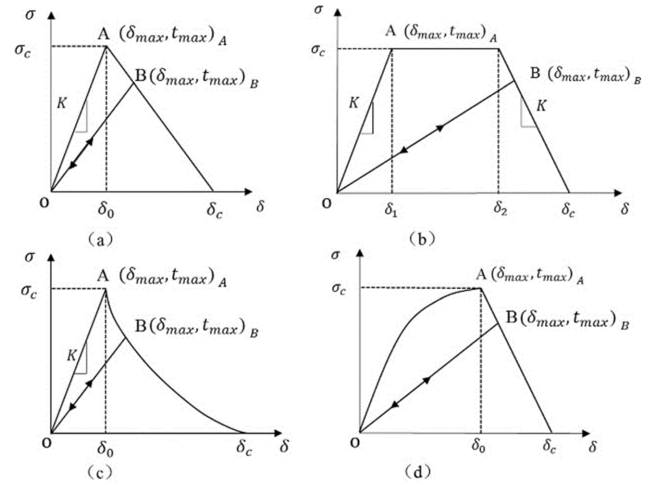 σ
A (δmax, tmax)A
σc
B(δmax, tmax)B
K
O
δ0
δc
δ
(a)
σ
A (δmax, tmax)A
σc
B (δmax, tmax)B
K
K
O
δ1
δ2
δc
δ
(b)
σ
A (δmax, tmax)A
σc
B(δmax, tmax)B
K
O
δ0
δc
δ
(c)
σ
A(δmax, tmax)A
σc
B(δmax, tmax)B
O
δ0
δc
δ
(d)